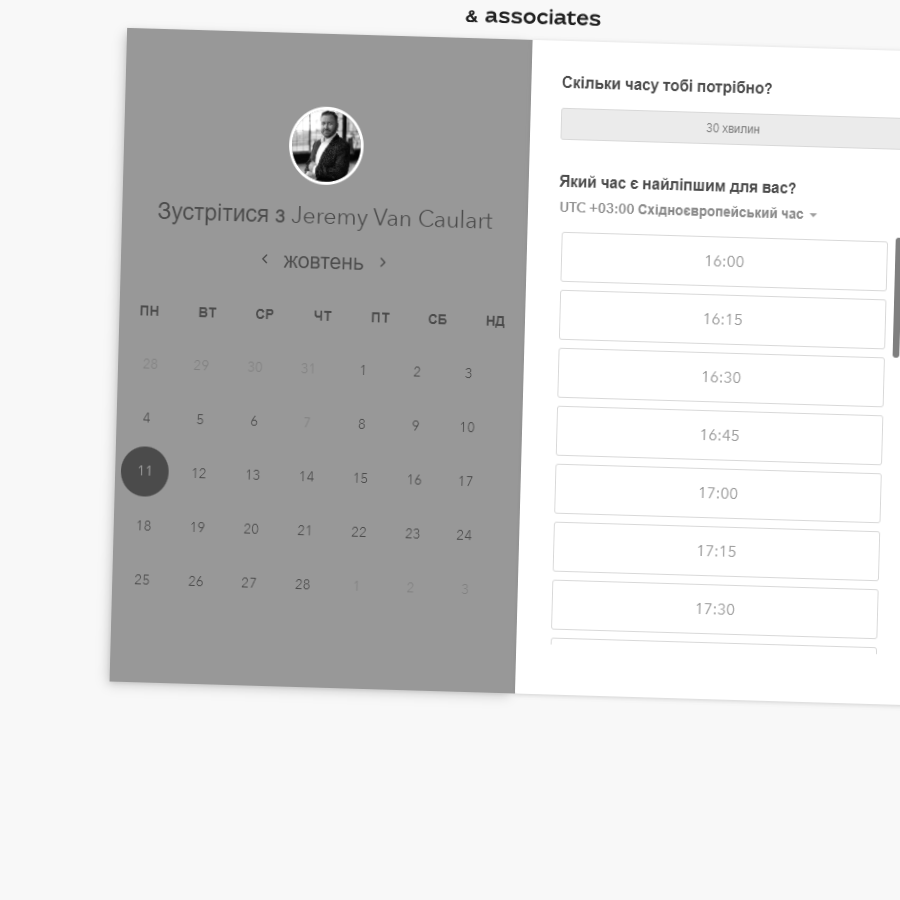 & associates
Зустрітися з Jeremy Van Caulart
жовтень
ПН ВТ СР ЧТ ПТ СБ НД
28 29 30 31 1 2 3
4 5 6 7 8 9 10
11 12 13 14 15 16 17
18 19 20 21 22 23 24
25 26 27 28 1 2 3
Скільки часу тобі потрібно?
30 хвилин
Який час є найліпшим для вас?
UTC +03:00 Східноєвропейський час
16:00
16:15
16:30
16:45
17:00
17:15
17:30